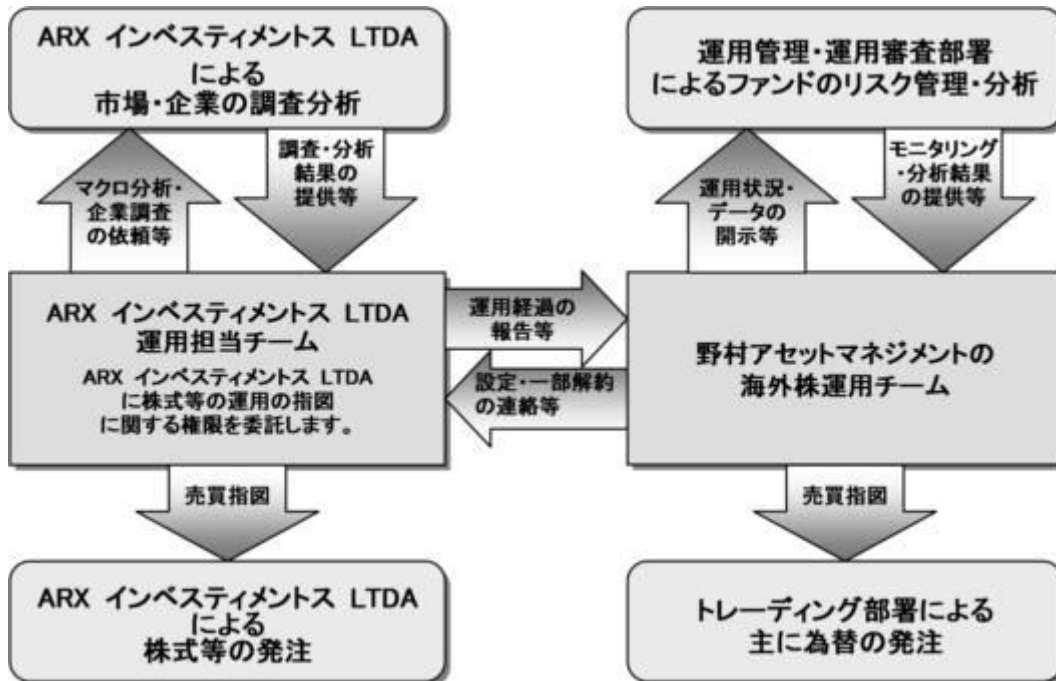 ARX インベスティメントス LTDA
による
市場・企業の調査分析
運用管理・運用審査部署
によるファンドのリスク管理・分析
マクロ分析・
企業調査
の依頼等
調査・分析
結果の
提供等
運用状況・
データの
開示等
モニタリング
・分析結果
の提供等
ARX インベスティメントス LTDA
運用担当チーム
ARX インベスティメントス LTDA
に株式等の運用の指図
に関する権限を委託します。
運用経過の
報告等
設定・一部解約
の連絡等
野村アセットマネジメントの
海外株運用チーム
売買指図
売買指図
ARX インベスティメントス LTDA
による
株式等の発注
トレーディング部署による
主に為替の発注